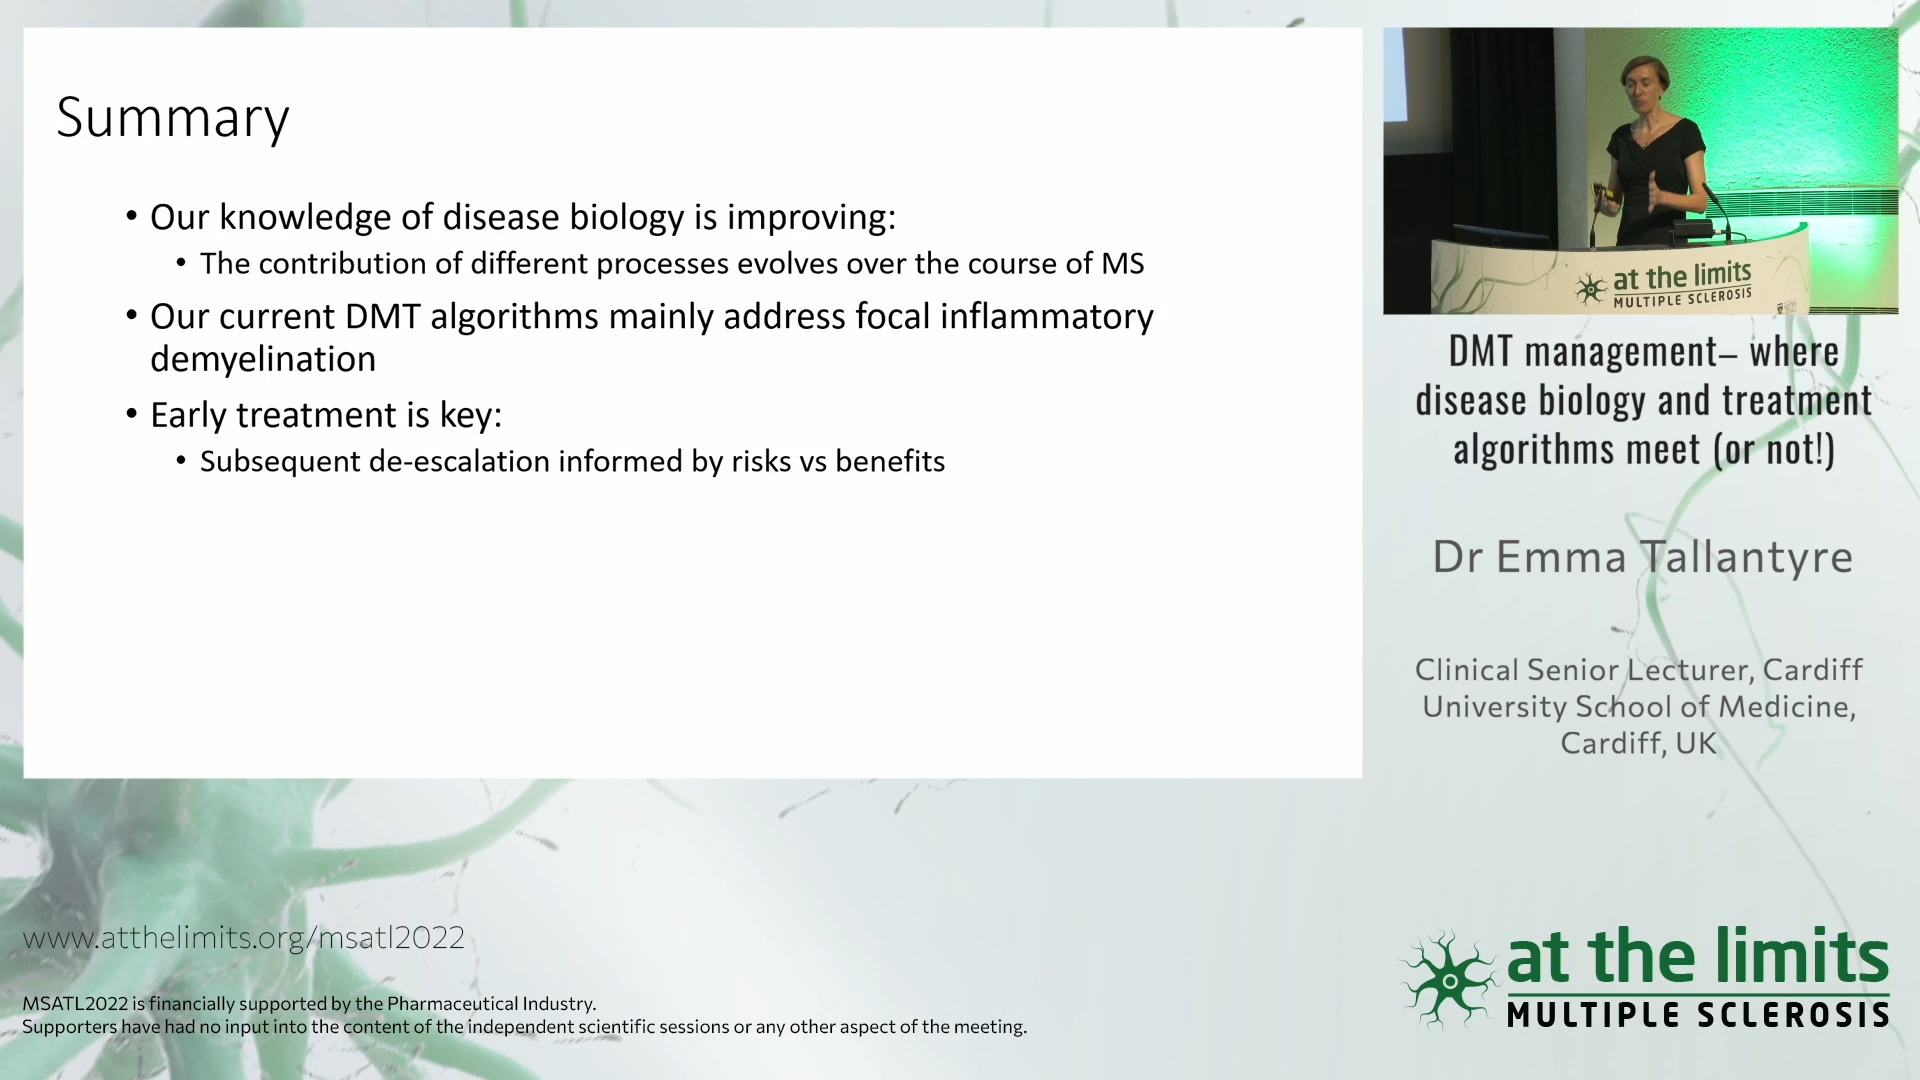 Summary
• Our knowledge of disease biology is improving:
• The contribution of different processes evolves over the course of MS
• Our current DMT algorithms mainly address focal inflammatory
demyelination
• Early treatment is key:
• Subsequent de-escalation informed by risks vs benefits
at the limits
MULTIPLE SCLEROSIS
DMT management– where
disease biology and treatment
algorithms meet (or not!)
Dr Emma Tallantyre
Clinical Senior Lecturer, Cardiff
University School of Medicine,
Cardiff, UK
www.atthelimits.org/msatl2022
MSATL2022 is financially supported by the Pharmaceutical Industry.
Supporters have had no input into the content of the independent scientific sessions or any other aspect of the meeting.
at the limits
MULTIPLE SCLEROSIS